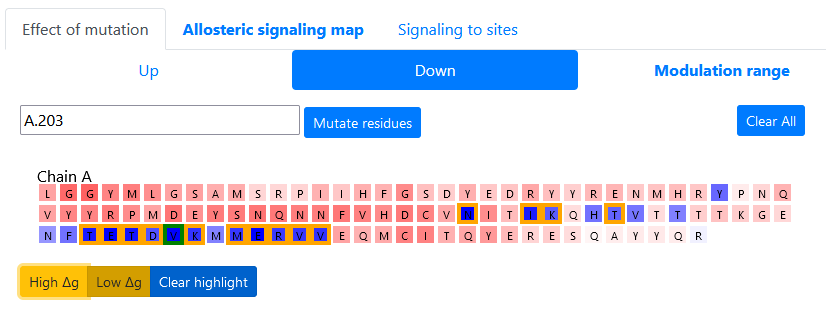 Effect of mutation Allosteric signaling map Signaling to sites
Up Down Modulation range
A.203 Mutate residues Clear All
Chain A
L G G Y M L G S A M S R P I I H F G S D Y E D R Y Y R E N M H R Y P N Q
V Y Y R P M D E Y S N Q N N F V H D C V N I T I K Q H T V T T T T K G E
N F T E T D V K M M E R V V E Q M C I T Q Y E R E S Q A Y Y Q R
High Δg Low Δg Clear highlight